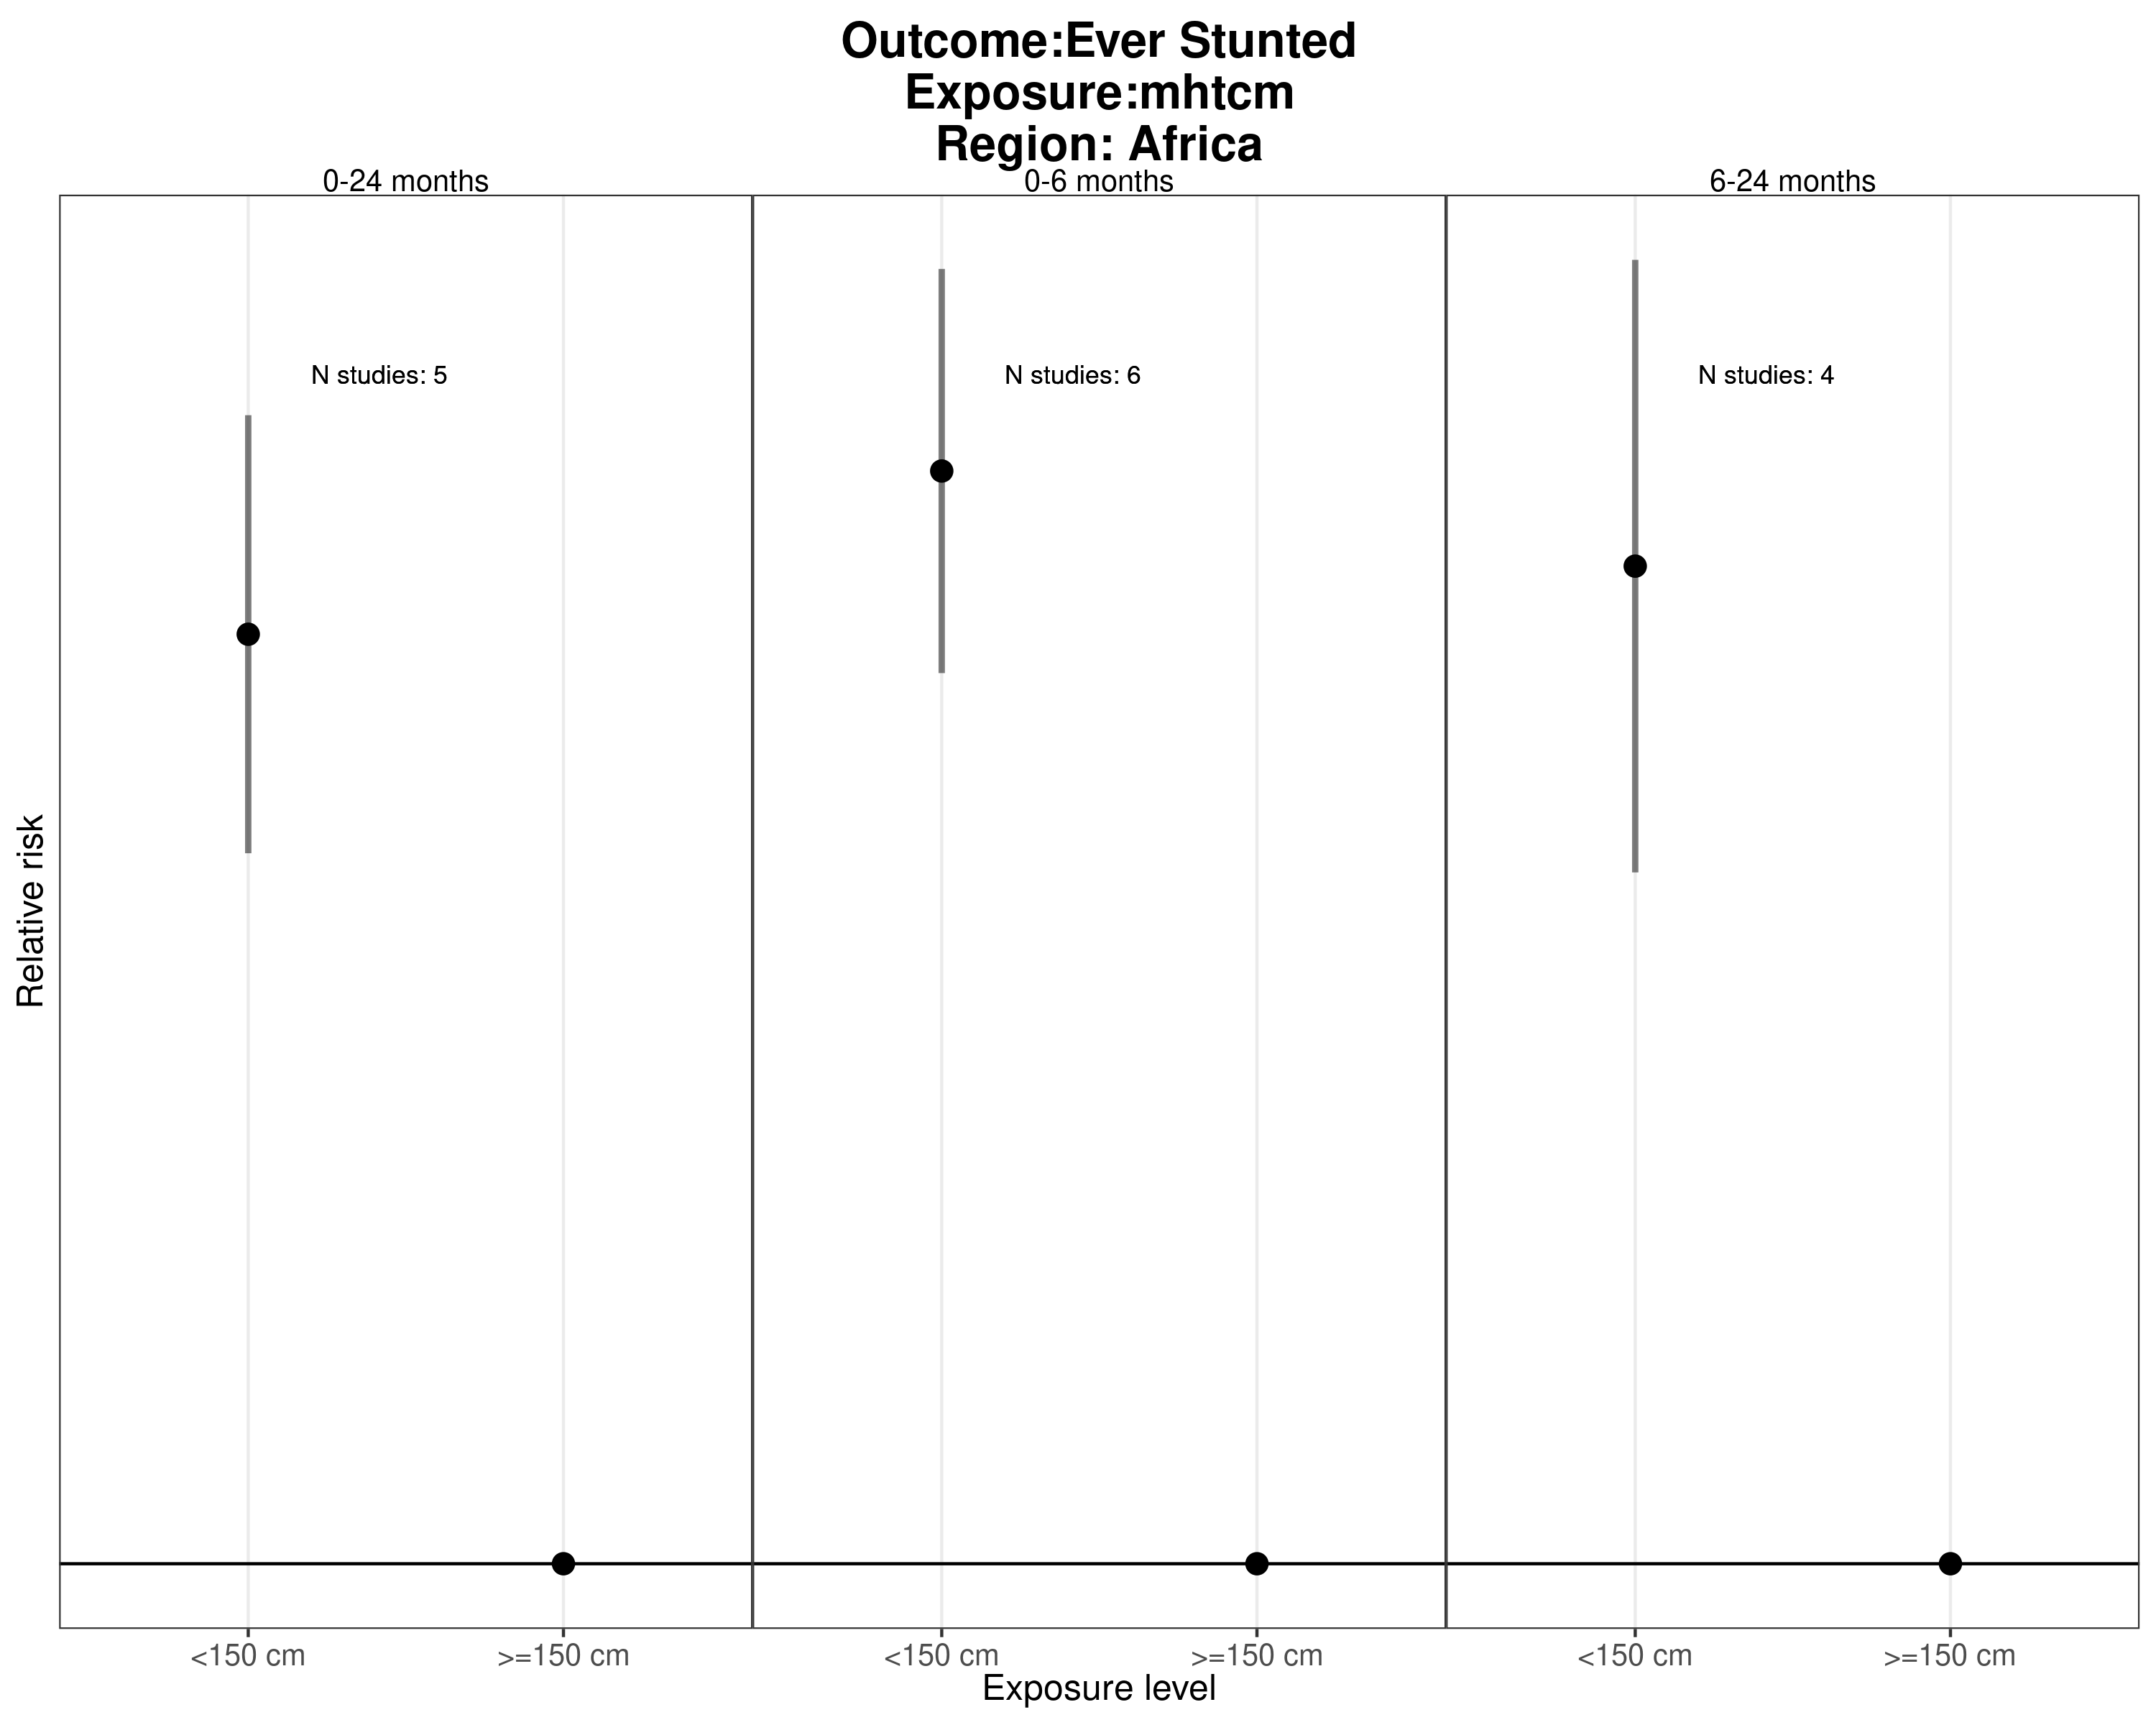 Outcome:Ever Stunted
Exposure:mhtcm
Region: Africa
0-24 months
0-6 months
6-24 months
N studies: 5
N studies: 6
N studies: 4
Relative risk
<150 cm
>=150 cm
<150 cm
>=150 cm
<150 cm
>=150 cm
Exposure level